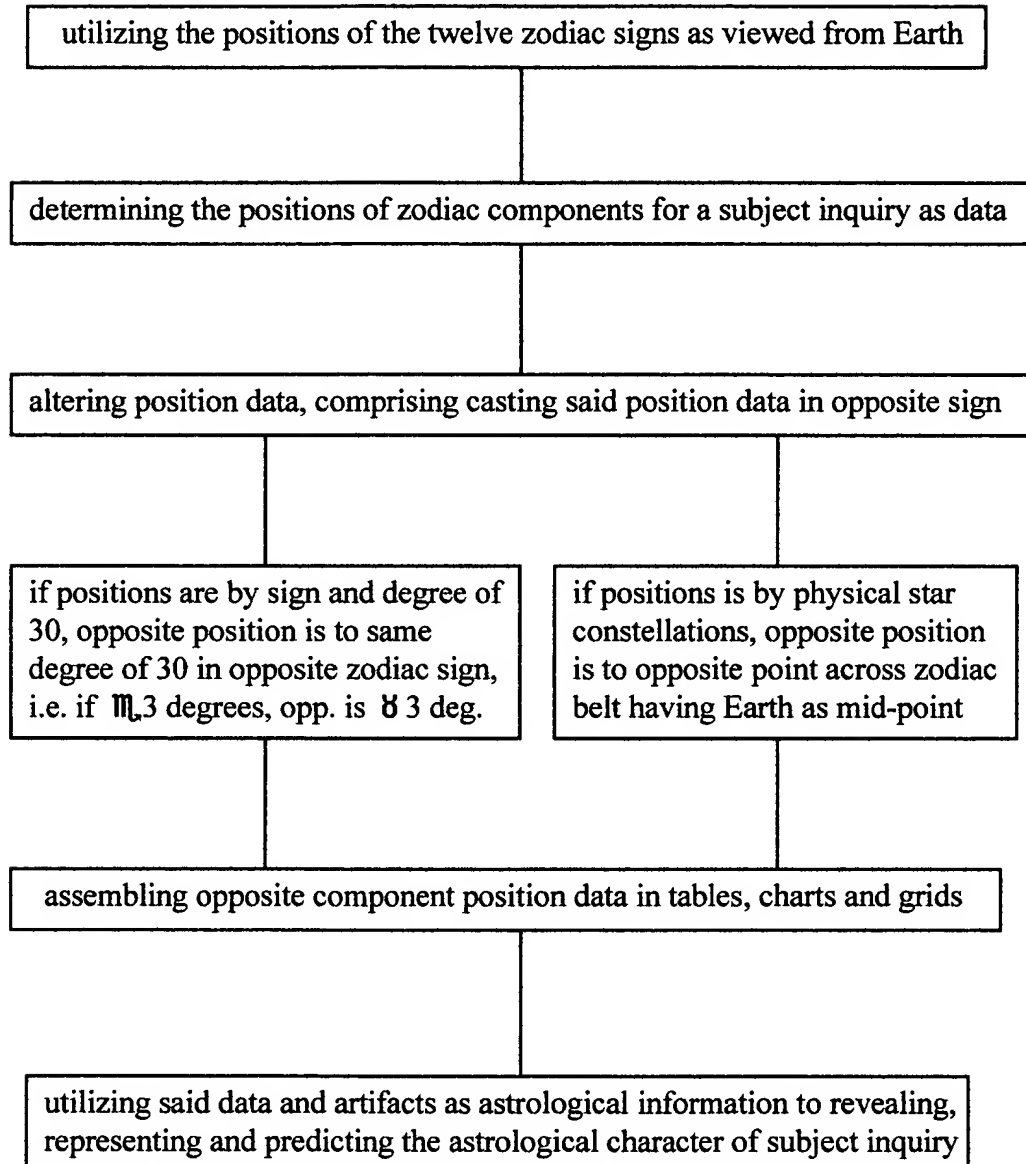 utilizing the positions of the twelve zodiac signs as viewed from Earth
determining the positions of zodiac components for a subject inquiry as data
altering position data, comprising casting said position data in opposite sign
if positions are by sign and degree of
30, opposite position is to same
degree of 30 in opposite zodiac sign,
i.e. if ♏3 degrees, opp. is ♉ 3 deg.
if positions is by physical star
constellations, opposite position
is to opposite point across zodiac
belt having Earth as mid-point
assembling opposite component position data in tables, charts and grids
utilizing said data and artifacts as astrological information to revealing,
representing and predicting the astrological character of subject inquiry